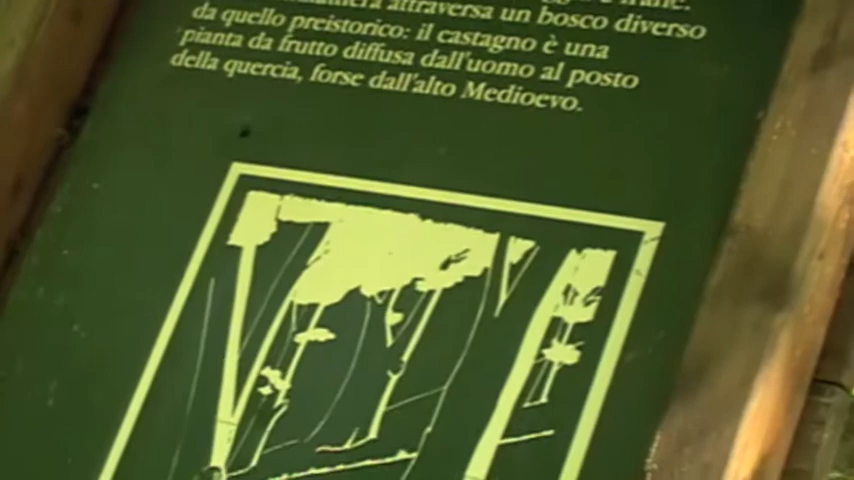 attraversa un bosco diverso
da quello preistorico: il castagno è una
pianta da frutto diffusa dall'uomo al posto
della quercia, forse dall'alto Medioevo.